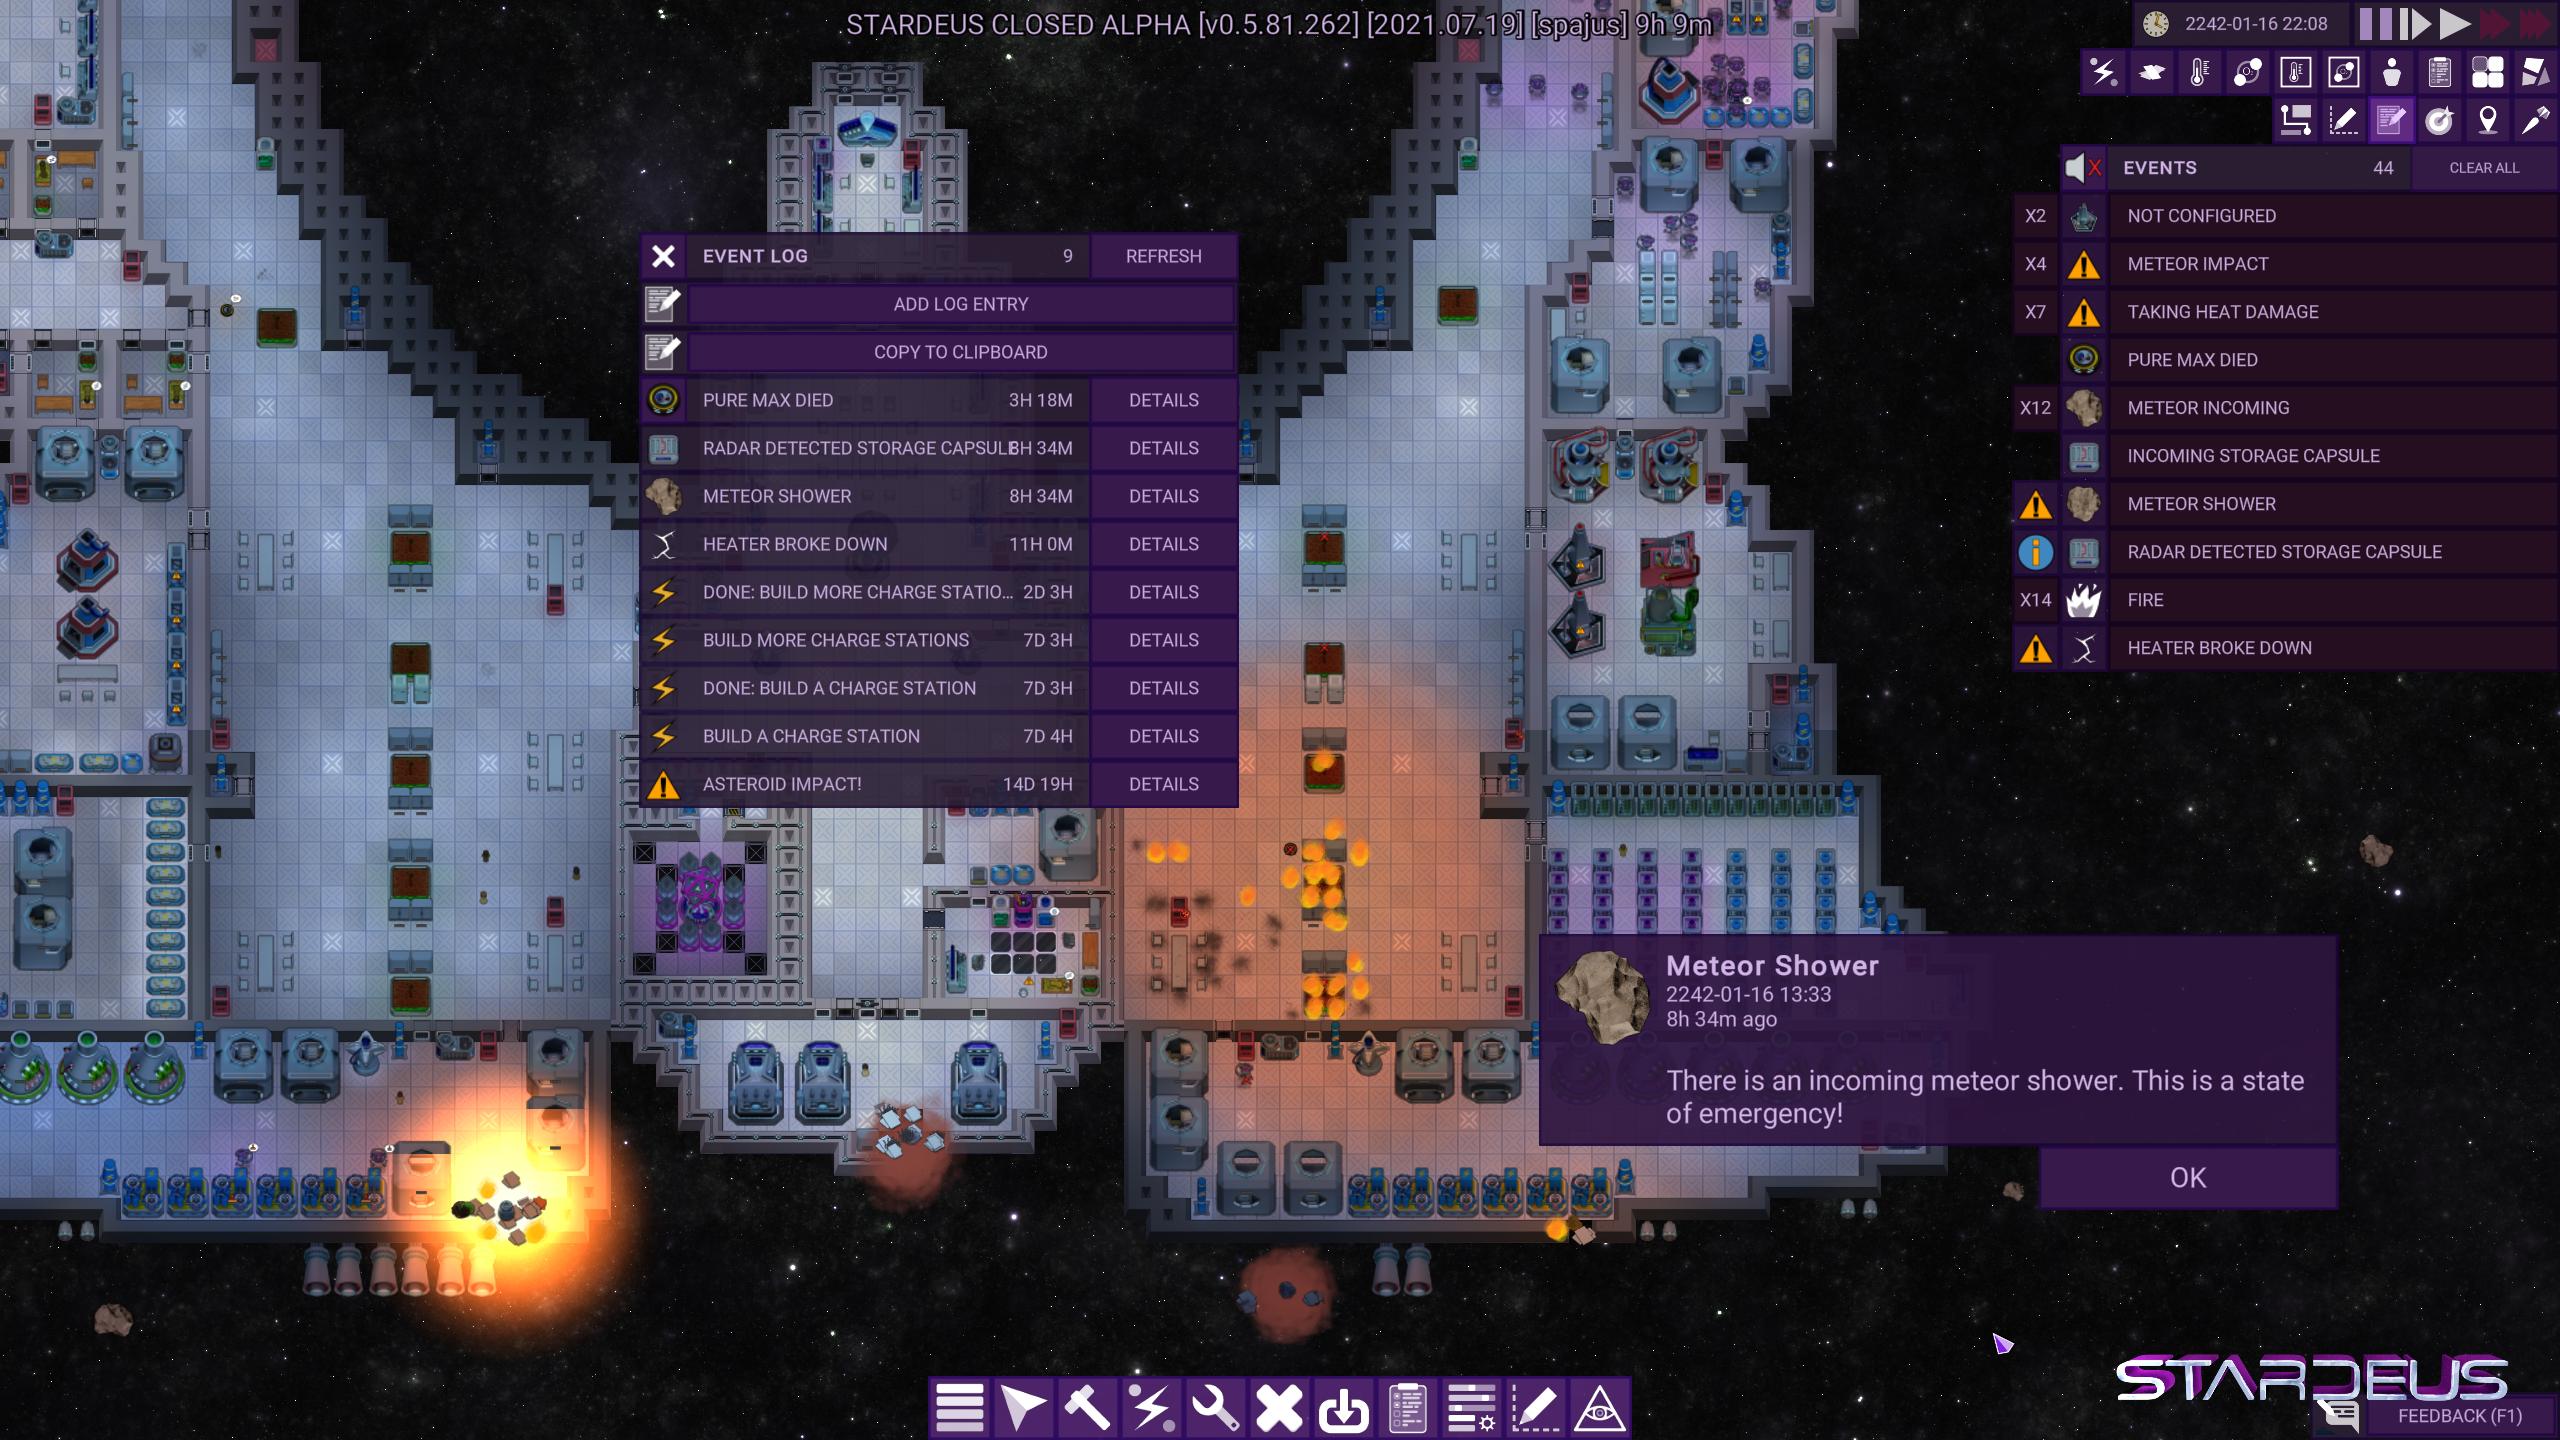 STARDEUS CLOSED ALPHA [v0.5.81.262] [2021.07.19] [spajus] 9h 9m
2242-01-16 22:08
EVENTS 44 CLEAR ALL
X2 NOT CONFIGURED
X4 METEOR IMPACT
X7 TAKING HEAT DAMAGE
PURE MAX DIED
X12 METEOR INCOMING
INCOMING STORAGE CAPSULE
METEOR SHOWER
RADAR DETECTED STORAGE CAPSULE
X14 FIRE
HEATER BROKE DOWN
EVENT LOG 9 REFRESH
ADD LOG ENTRY
COPY TO CLIPBOARD
PURE MAX DIED 3H 18M DETAILS
RADAR DETECTED STORAGE CAPSULE 8H 34M DETAILS
METEOR SHOWER 8H 34M DETAILS
HEATER BROKE DOWN 11H 0M DETAILS
DONE: BUILD MORE CHARGE STATIO... 2D 3H DETAILS
BUILD MORE CHARGE STATIONS 7D 3H DETAILS
DONE: BUILD A CHARGE STATION 7D 3H DETAILS
BUILD A CHARGE STATION 7D 4H DETAILS
ASTEROID IMPACT! 14D 19H DETAILS
Meteor Shower
2242-01-16 13:33
8h 34m ago
There is an incoming meteor shower. This is a state
of emergency!
OK
STARDEUS
FEEDBACK (F1)